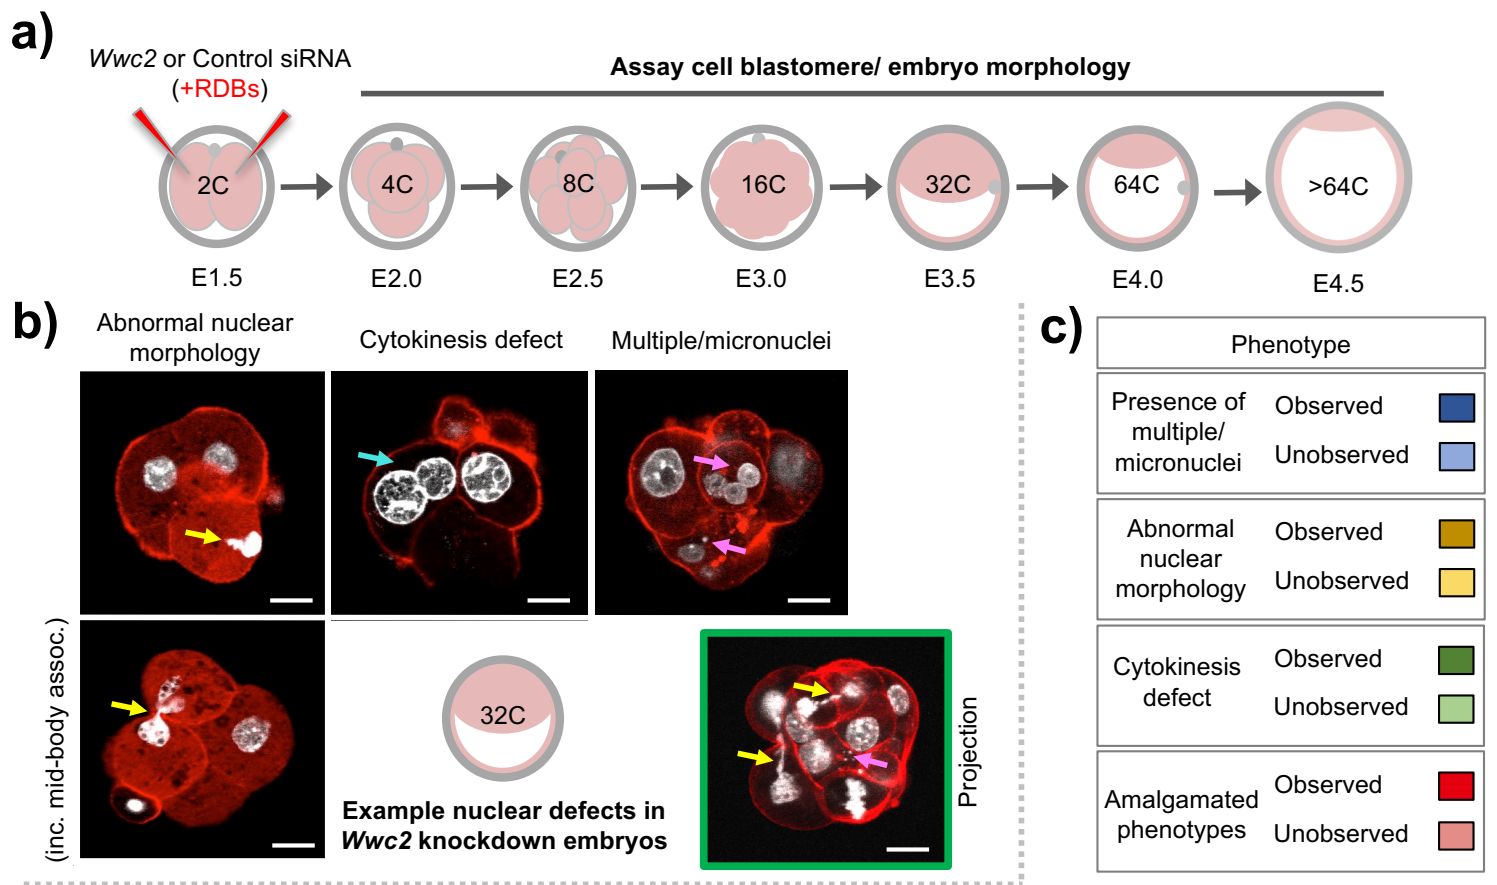 a)
Wwc2 or Control siRNA
(+RDBs)
Assay cell blastomere/ embryo morphology
2C
4C
8C
16C
32C
64C
>64C
E1.5
E2.0
E2.5
E3.0
E3.5
E4.0
E4.5
b)
Abnormal nuclear
morphology
Cytokinesis defect
Multiple/micronuclei
(inc. mid-body assoc.)
32C
Example nuclear defects in
Wwc2 knockdown embryos
Projection
c)
Phenotype
Presence of
multiple/
micronuclei
Observed
Unobserved
Abnormal
nuclear
morphology
Observed
Unobserved
Cytokinesis
defect
Observed
Unobserved
Amalgamated
phenotypes
Observed
Unobserved